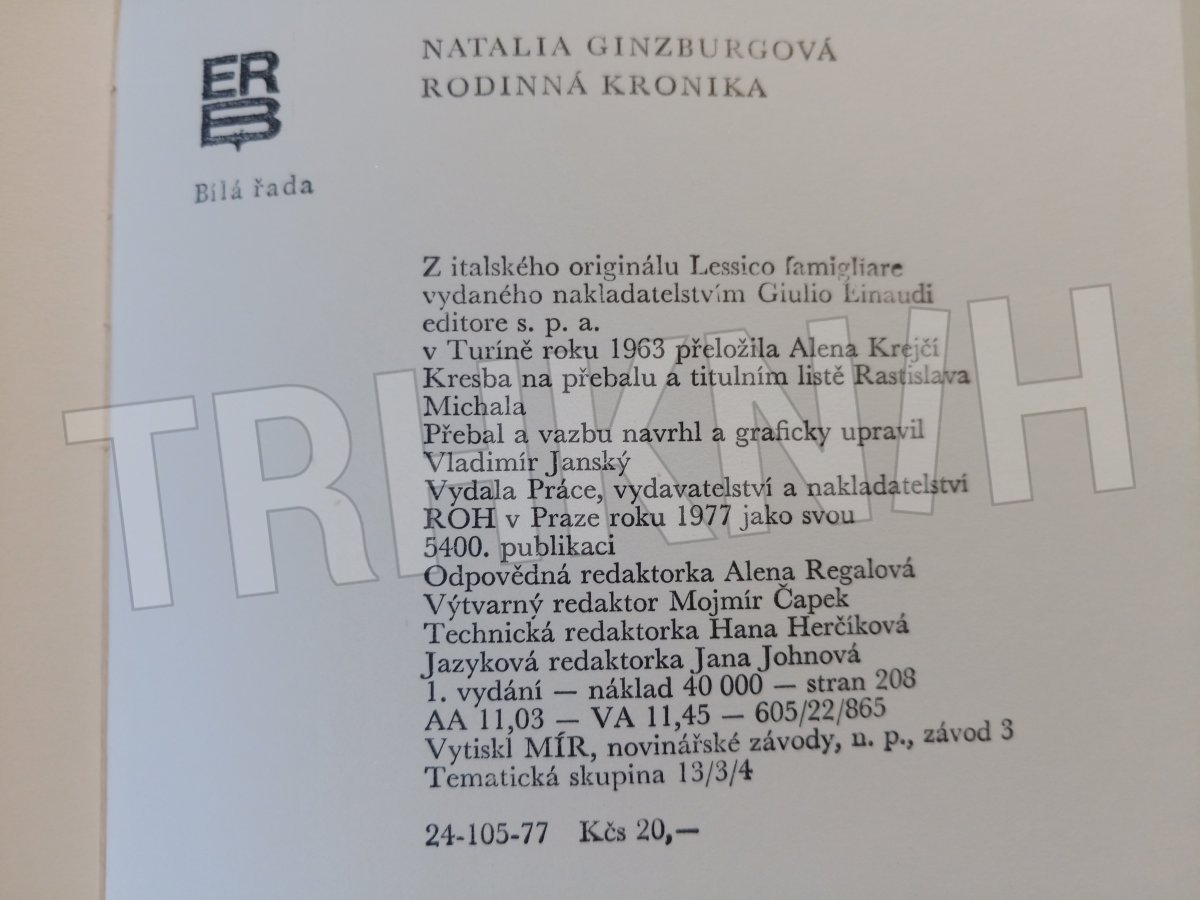 ERB
Bílá řada
NATALIA GINZBURGOVÁ
RODINNÁ KRONIKA
Z italského originálu Lessico famigliare
vydaného nakladatelstvím Giulio Einaudi
editore s. p. a.
v Turíně roku 1963 přeložila Alena Krejčí
Kresba na přebalu a titulním listě Rastislava
Michala
Přebal a vazbu navrhl a graficky upravil
Vladimír Janský
Vydala Práce, vydavatelství a nakladatelství
ROH v Praze roku 1977 jako svou
5400. publikaci
Odpovědná redaktorka Alena Regalová
Výtvarný redaktor Mojmír Čapek
Technická redaktorka Hana Herčíková
Jazyková redaktorka Jana Johnová
1. vydání — náklad 40 000 — stran 208
AA 11,03 — VA 11,45 — 605/22/865
Vytiskl MÍR, novinářské závody, n. p., závod 3
Tematická skupina 13/3/4
24-105-77 Kčs 20,—
TRHKNIH